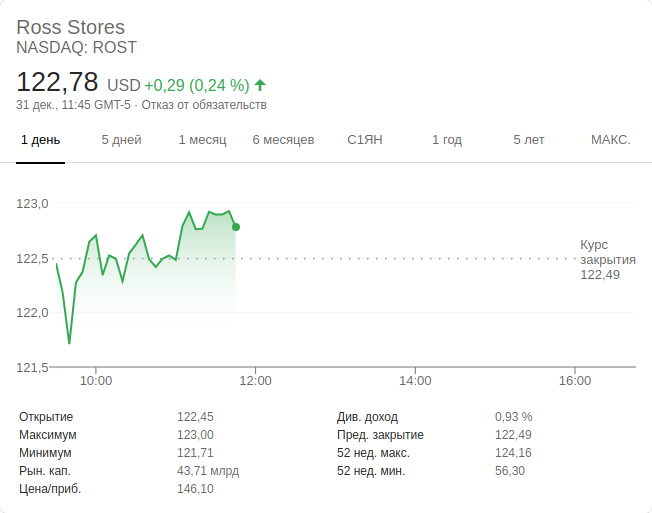 Ross Stores
NASDAQ: ROST
122,78 USD +0,29 (0,24 %)
31 дек., 11:45 GMT-5 · Отказ от обязательств
1 день 5 дней 1 месяц 6 месяцев С1ЯН 1 год 5 лет МАКС.
123,0
122,5
122,0
121,5
Курс
закрытия
122,49
10:00 12:00 14:00 16:00
Открытие 122,45 Див. доход 0,93 %
Максимум 123,00 Пред. закрытие 122,49
Минимум 121,71 52 нед. макс. 124,16
Рын. кап. 43,71 млрд 52 нед. мин. 56,30
Цена/приб. 146,10